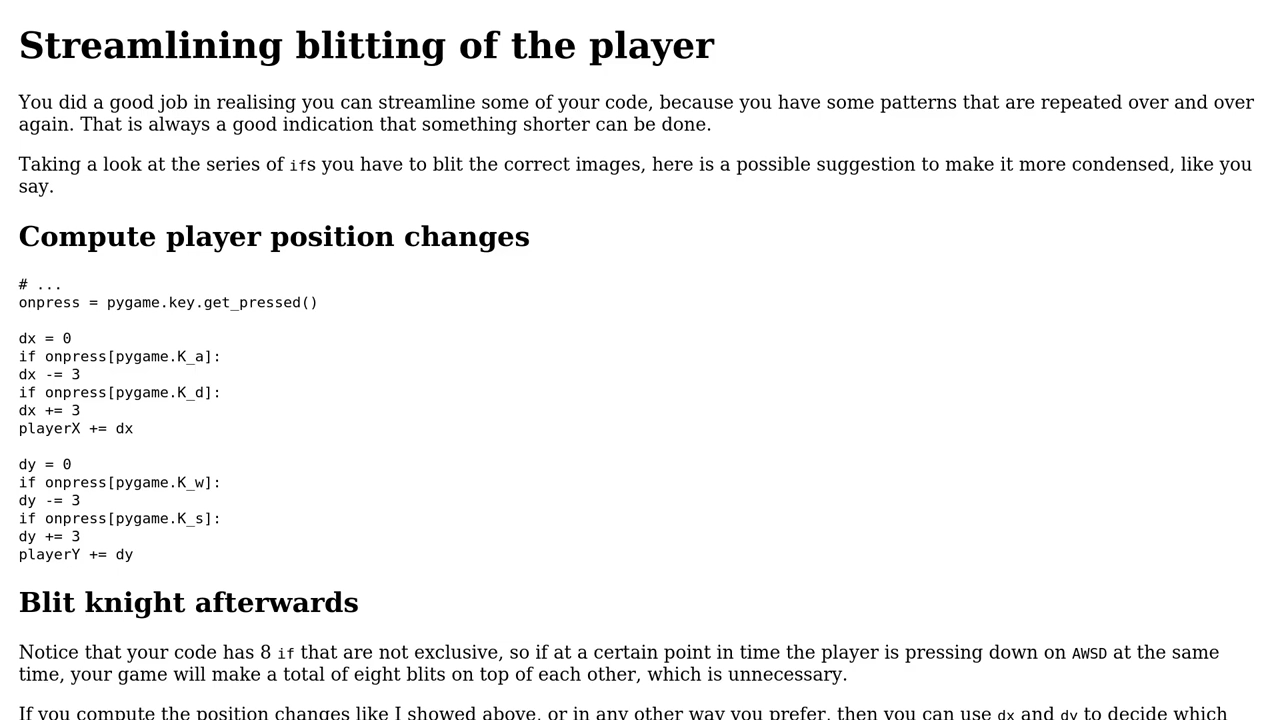 Streamlining blitting of the player
You did a good job in realising you can streamline some of your code, because you have some patterns that are repeated over and over
again. That is always a good indication that something shorter can be done.
Taking a look at the series of ifs you have to blit the correct images, here is a possible suggestion to make it more condensed, like you
say.
Compute player position changes
# ...
onpress = pygame.key.get_pressed()
dx = 0
if onpress[pygame.K_a]:
dx -= 3
if onpress[pygame.K_d]:
dx += 3
playerX += dx
dy = 0
if onpress[pygame.K_w]:
dy -= 3
if onpress[pygame.K_s]:
dy += 3
playerY += dy
Blit knight afterwards
Notice that your code has 8 if that are not exclusive, so if at a certain point in time the player is pressing down on AWSD at the same
time, your game will make a total of eight blits on top of each other, which is unnecessary.
If you compute the position changes like I showed above, or in any other way you prefer, then you can use dx and dy to decide which